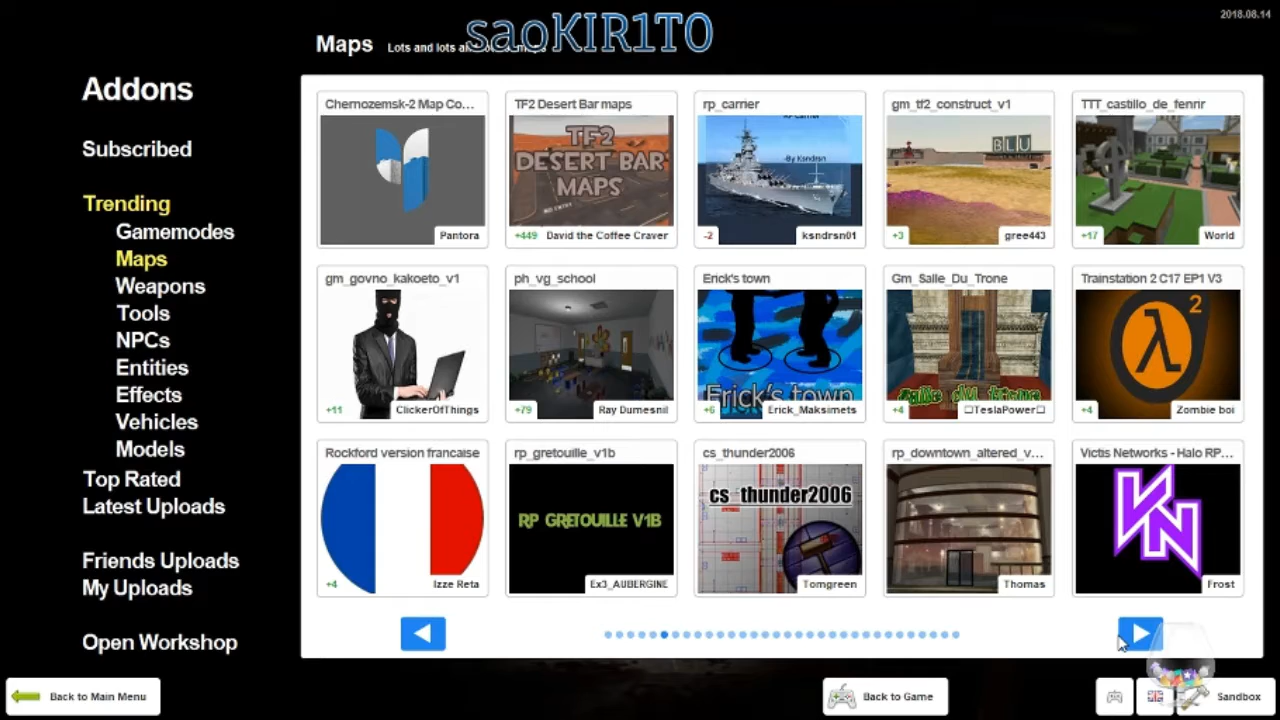 2018.08.14
saoKIR1TO
Maps
Addons
Subscribed
Trending
Gamemodes
Maps
Weapons
Tools
NPCs
Entities
Effects
Vehicles
Models
Top Rated
Latest Uploads
Friends Uploads
My Uploads
Open Workshop
Chernozemsk-2 Map Co...
Pantora
TF2 Desert Bar maps
TF2
DESERT BAR
MAPS
NO ENTRY
+449 David the Coffee Craver
rp_carrier
-By Ksndrsn
-2 ksndrsn01
gm_tf2_construct_v1
BLU
+3 gree443
TTT_castillo_de_fenrir
+17 World
gm_govno_kakoeto_v1
+11 ClickerOfThings
ph_vg_school
+79 Ray Dumesnil
Erick's town
Erick's town
+6 Erick_Maksimets
Gm_Salle_Du_Trone
+4 □TeslaPower□
Trainstation 2 C17 EP1 V3
2
+4 Zombie boi
Rockford version francaise
+4 Izze Reta
rp_gretouille_v1b
RP GRETOUILLE V1B
Ex3_AUBERGINE
cs_thunder2006
cs_thunder2006
Tomgreen
rp_downtown_altered_v...
Thomas
Victis Networks - Halo RP...
VN
Frost
Back to Main Menu
Back to Game
Sandbox